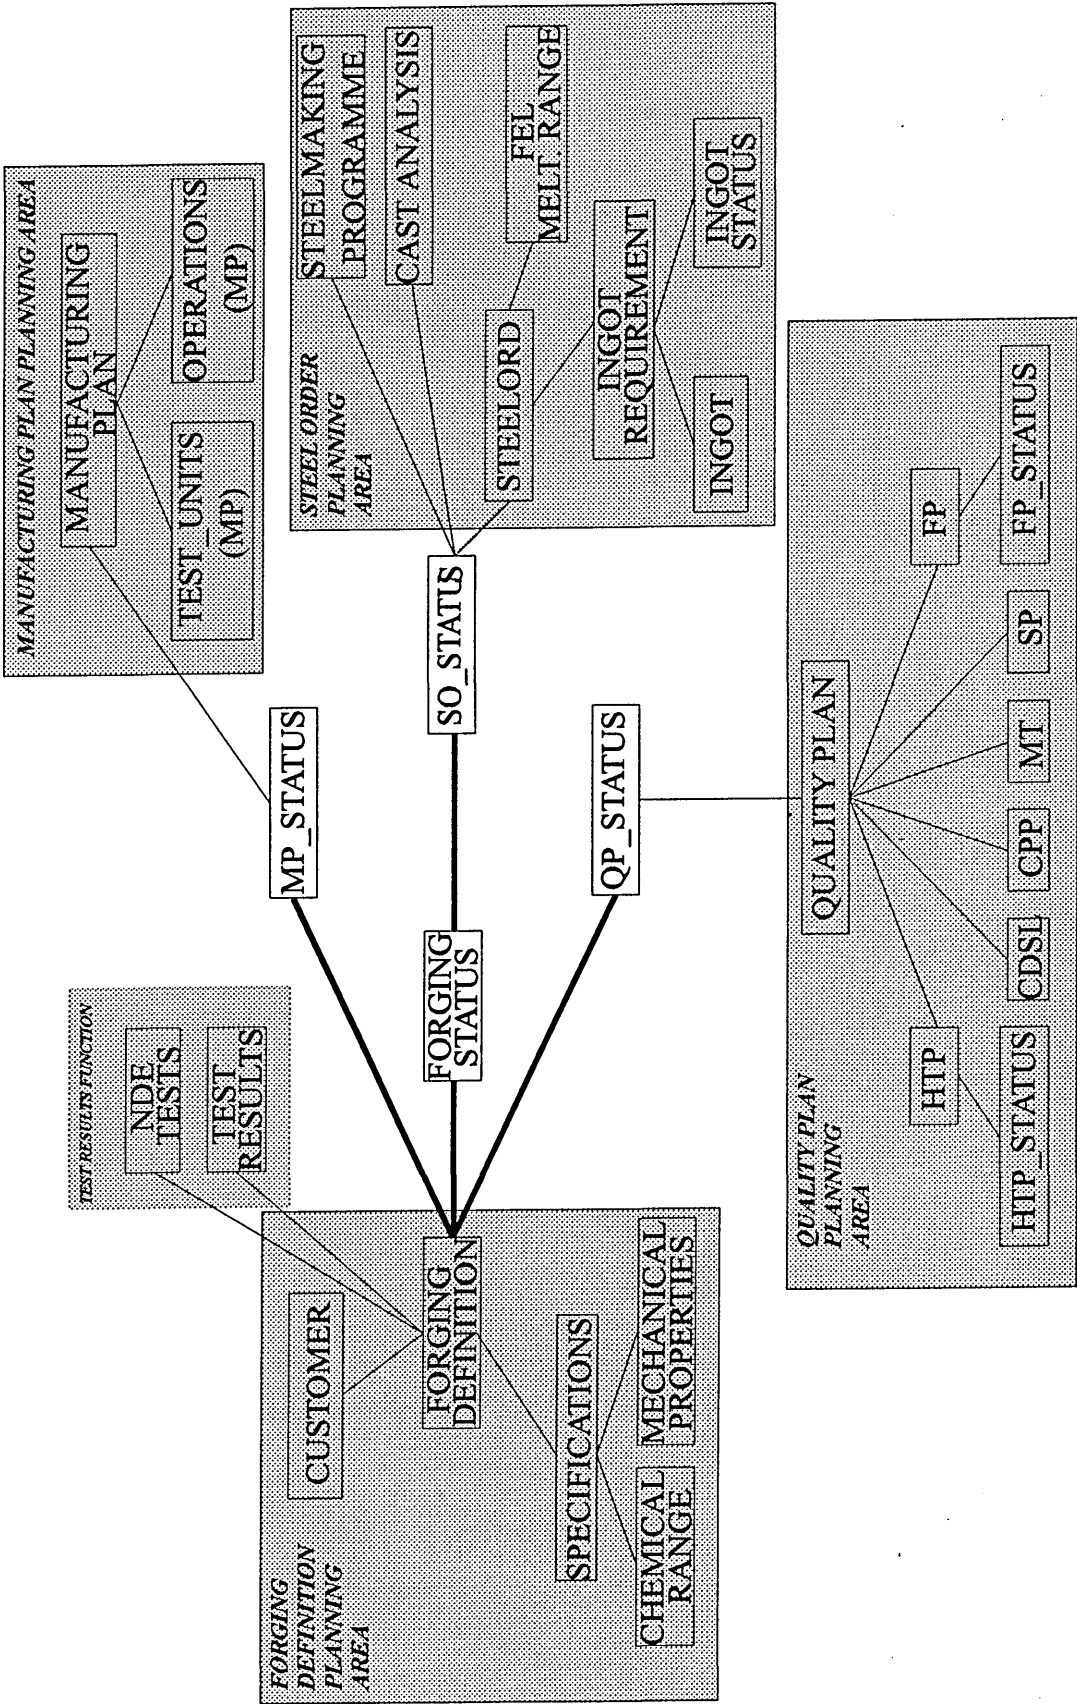 MANUFACTURING PLAN PLANNING AREA
MANUFACTURING
PLAN
TEST_UNITS
(MP)
OPERATIONS
(MP)
TEST RESULTS FUNCTION
NDE
TESTS
TEST
RESULTS
MP_STATUS
FORGING
DEFINITION
PLANNING
AREA
CUSTOMER
FORGING
DEFINITION
SPECIFICATIONS
CHEMICAL
RANGE
MECHANICAL
PROPERTIES
FORGING
STATUS
SO_STATUS
STEEL ORDER
PLANNING
AREA
STEELMAKING
PROGRAMME
CAST ANALYSIS
STEELORD
FEL
MELT. RANGE
INGOT
REQUIREMENT
INGOT
INGOT
STATUS
QP_STATUS
QUALITY PLAN
PLANNING
AREA
QUALITY PLAN
HTP
FP
HTP_STATUS
CDSL
CPP
MT
SP
FP_STATUS